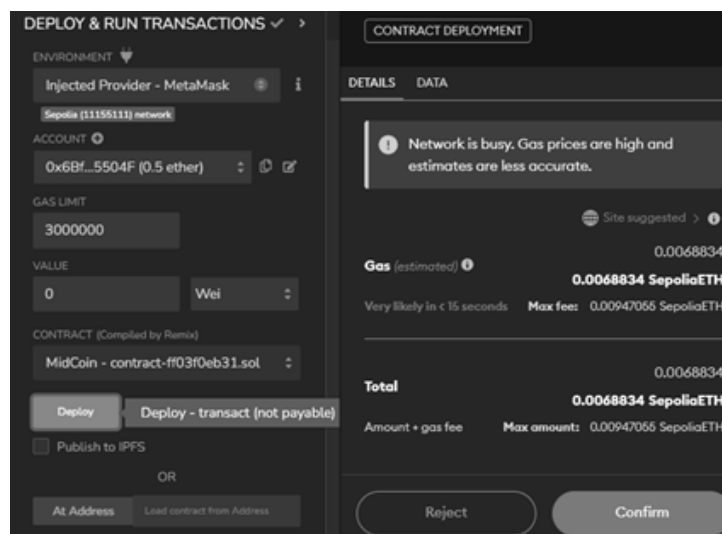 DEPLOY & RUN TRANSACTIONS
ENVIRONMENT
Injected Provider - MetaMask
Sepolia (11155111) network
ACCOUNT
0x6Bf...5504F (0.5 ether)
GAS LIMIT
3000000
VALUE
0 Wei
CONTRACT (Compiled by Remix)
MidCoin - contract-ff03f0eb31.sol
Deploy
Deploy - transact (not payable)
Publish to IPFS
OR
At Address Load contract from Address
CONTRACT DEPLOYMENT
DETAILS DATA
Network is busy. Gas prices are high and
estimates are less accurate.
Site suggested >
0.0068834
Gas (estimated)
0.0068834 SepoliaETH
Very likely in < 15 seconds Max fee: 0.00947055 SepoliaETH
0.0068834
Total
0.0068834 SepoliaETH
Amount + gas fee Max amount: 0.00947055 SepoliaETH
Reject Confirm